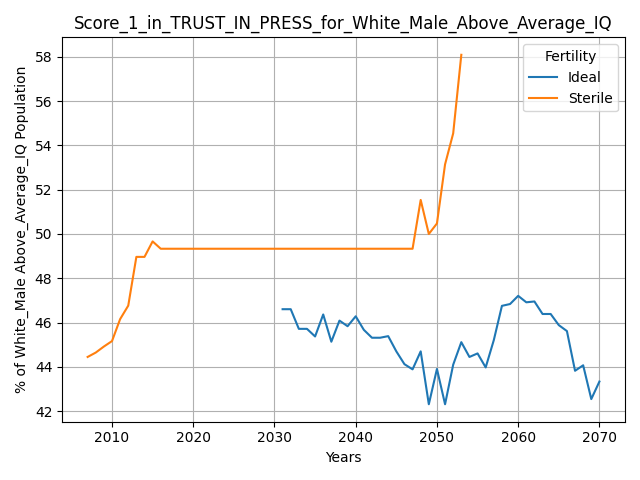 Score_1_in_TRUST_IN_PRESS_for_White_Male_Above_Average_IQ
Fertility
Ideal
Sterile
% of White_Male Above_Average_IQ Population
58
56
54
52
50
48
46
44
42
2010
2020
2030
2040
2050
2060
2070
Years